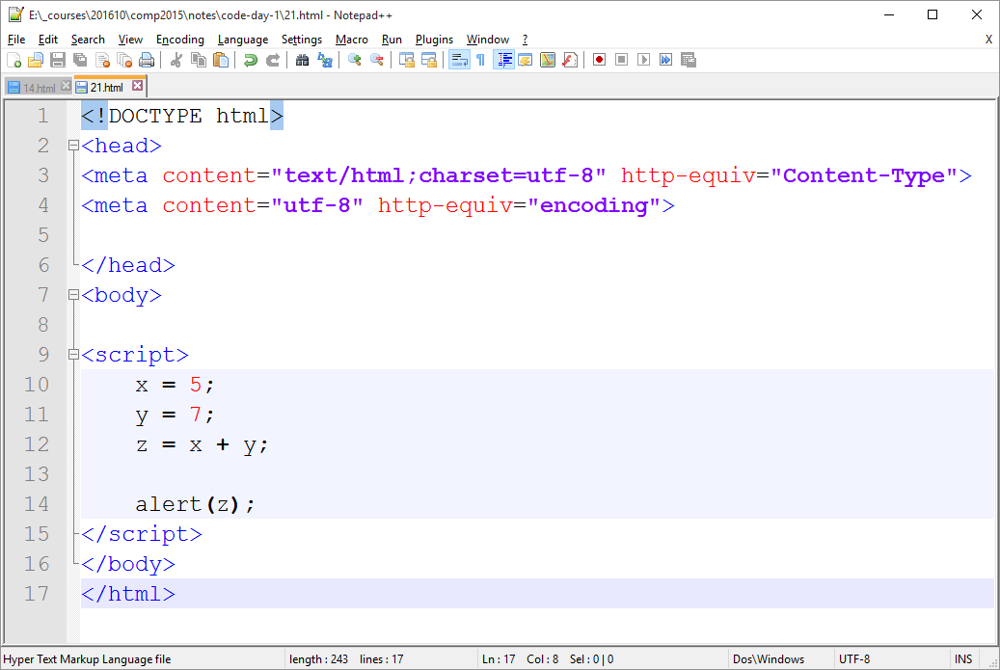 E:\_courses\201610\comp2015\notes\code-day-1\21.html - Notepad++
File Edit Search View Encoding Language Settings Macro Run Plugins Window ? X
14.html 21.html
1 <!DOCTYPE html>
2 <head>
3 <meta content="text/html;charset=utf-8" http-equiv="Content-Type">
4 <meta content="utf-8" http-equiv="encoding">
5
6 </head>
7 <body>
8
9 <script>
10 x = 5;
11 y = 7;
12 z = x + y;
13
14 alert(z);
15 </script>
16 </body>
17 </html>
Hyper Text Markup Language file length : 243 lines : 17 Ln : 17 Col : 8 Sel : 0 | 0 Dos\Windows UTF-8 INS